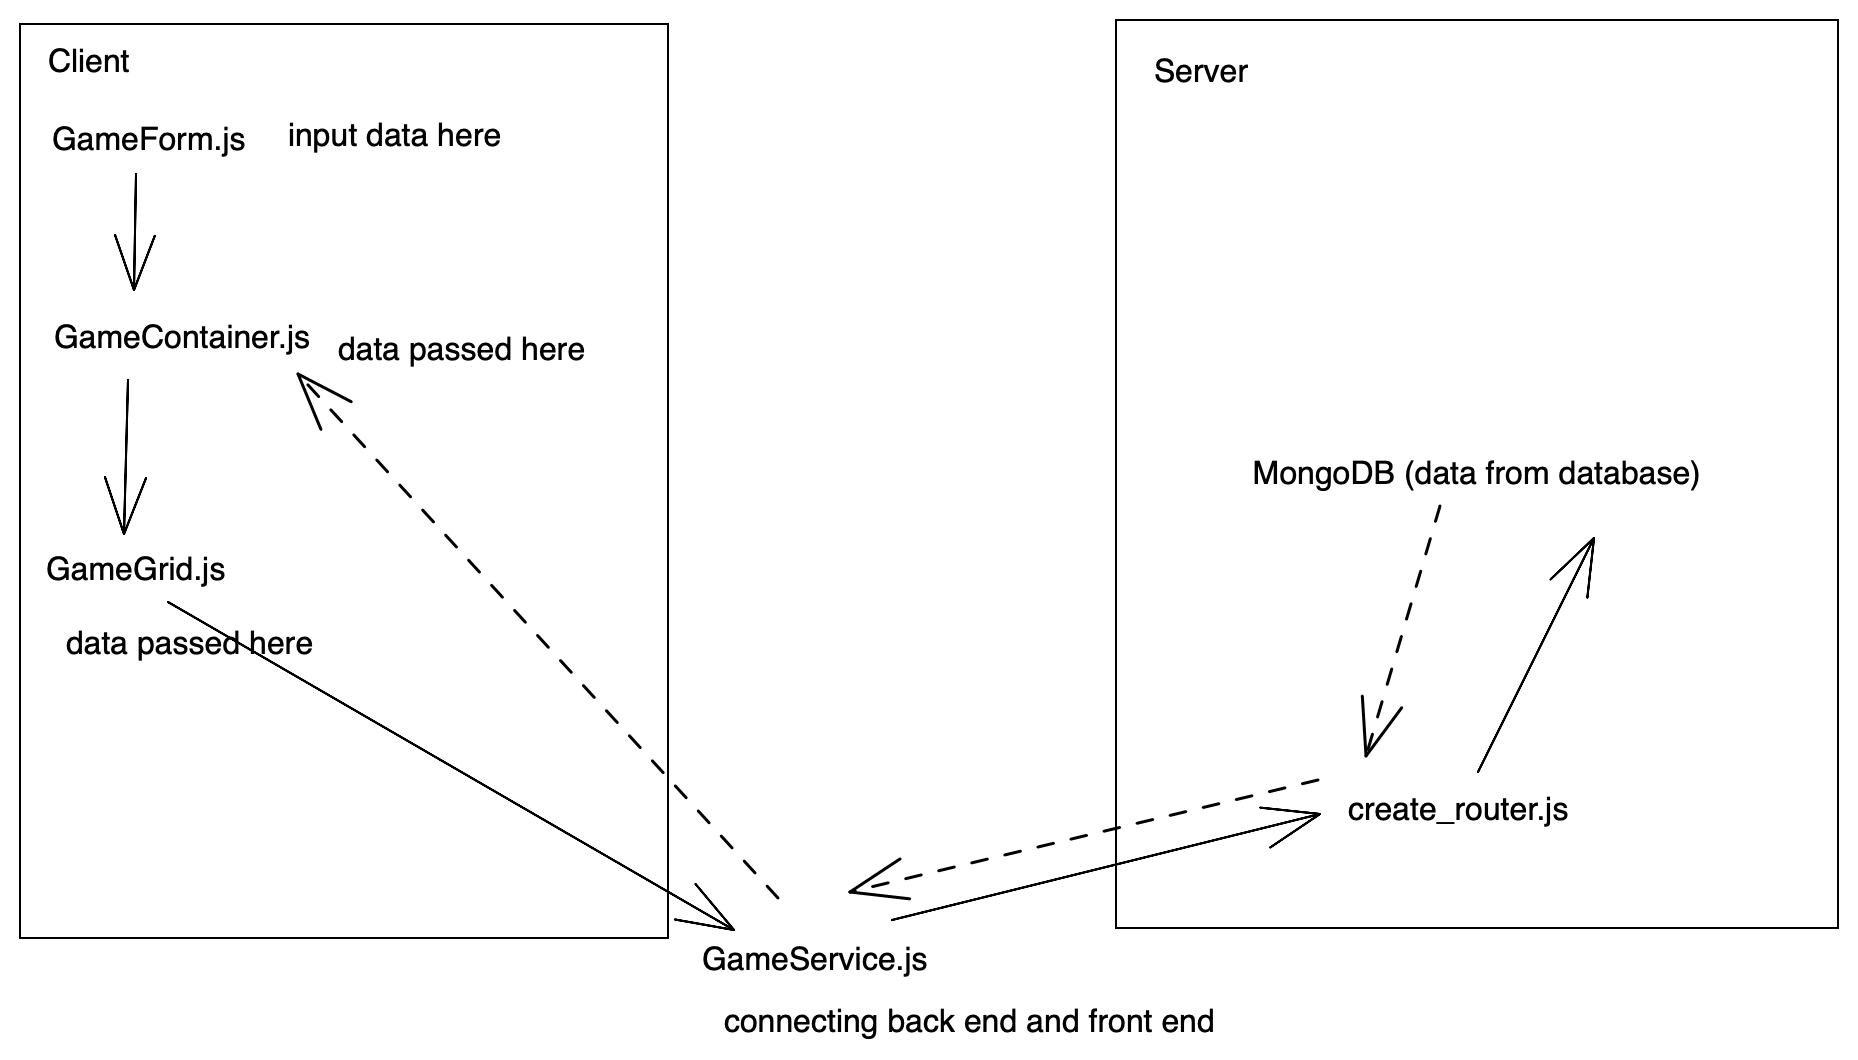 Client
GameForm.js
input data here
GameContainer.js
data passed here
GameGrid.js
data passed here
Server
MongoDB (data from database)
create_router.js
GameService.js
connecting back end and front end